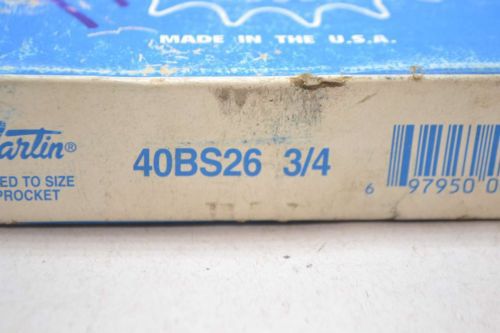 MADE IN THE U.S.A.
artin®
40BS26 3/4
ED TO SIZE
PROCKET
6 97950 0